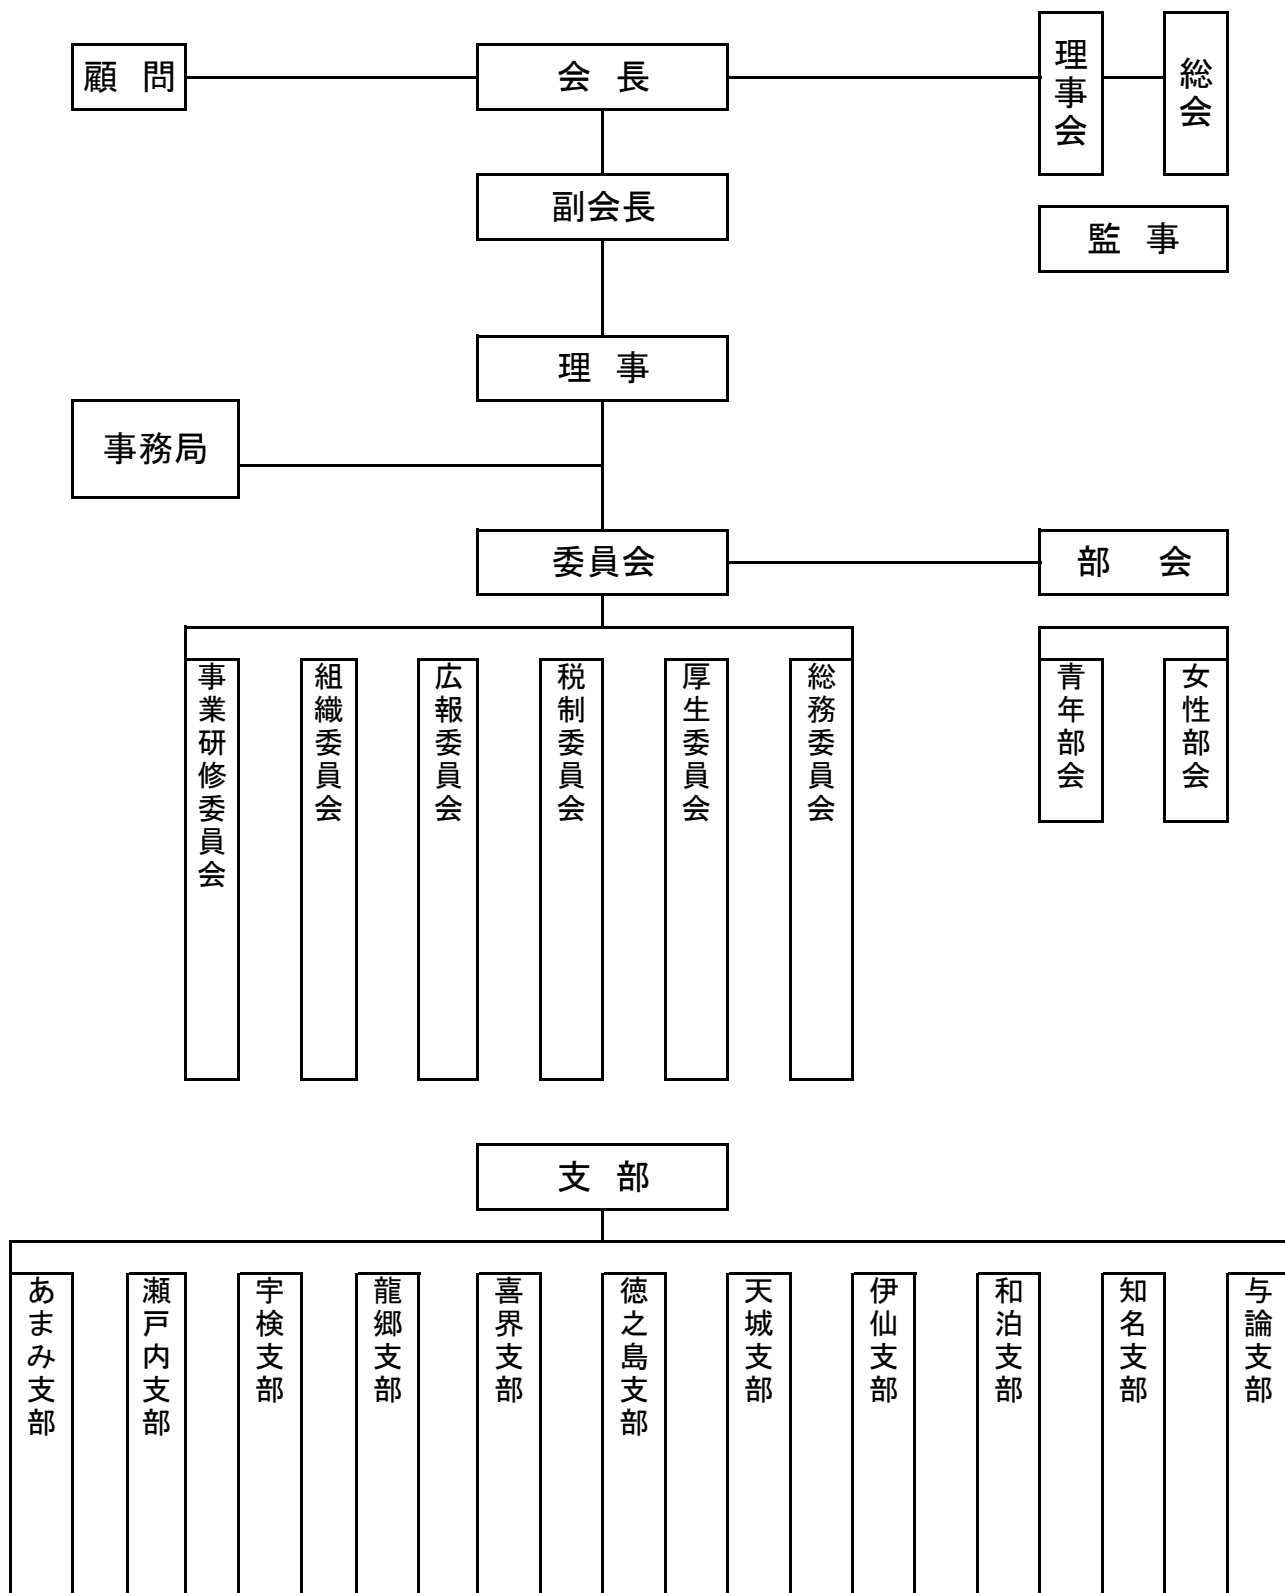 顧 問
会 長
理事会
総会
副会長
監 事
理 事
事務局
委員会
部 会
事業研修委員会
組織委員会
広報委員会
税制委員会
厚生委員会
総務委員会
青年部会
女性部会
支 部
あまみ支部
瀬戸内支部
宇検支部
龍郷支部
喜界支部
徳之島支部
天城支部
伊仙支部
和泊支部
知名支部
与論支部